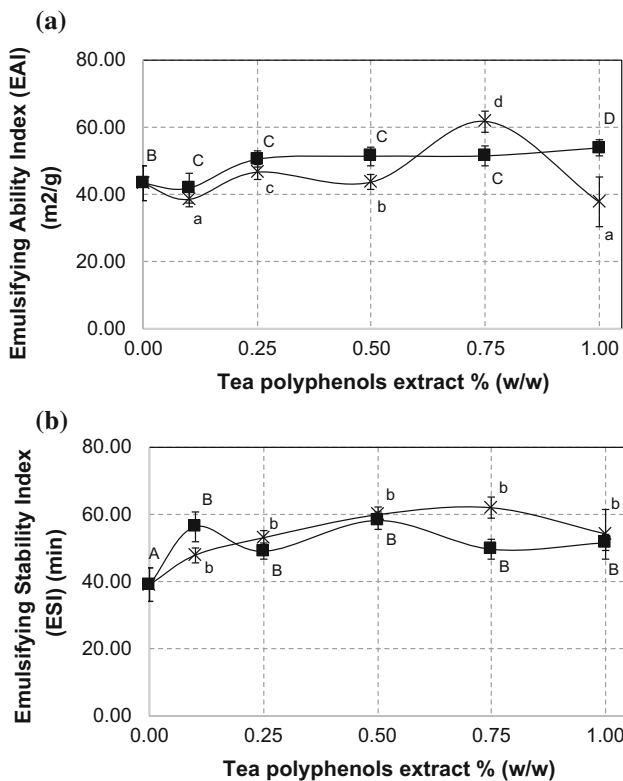 (a)
80.00
60.00
40.00
20.00
0.00
Emulsifying Ability Index (EAI)
(m2/g)
B
C
a
C
c
C
b
d
C
D
a
0.00 0.25 0.50 0.75 1.00
Tea polyphenols extract % (w/w)
(b)
80.00
60.00
40.00
20.00
0.00
Emulsifying Stability Index
(ESI) (min)
A
B
b
b
B
b
B
b
B
b
B
0.00 0.25 0.50 0.75 1.00
Tea polyphenols extract % (w/w)